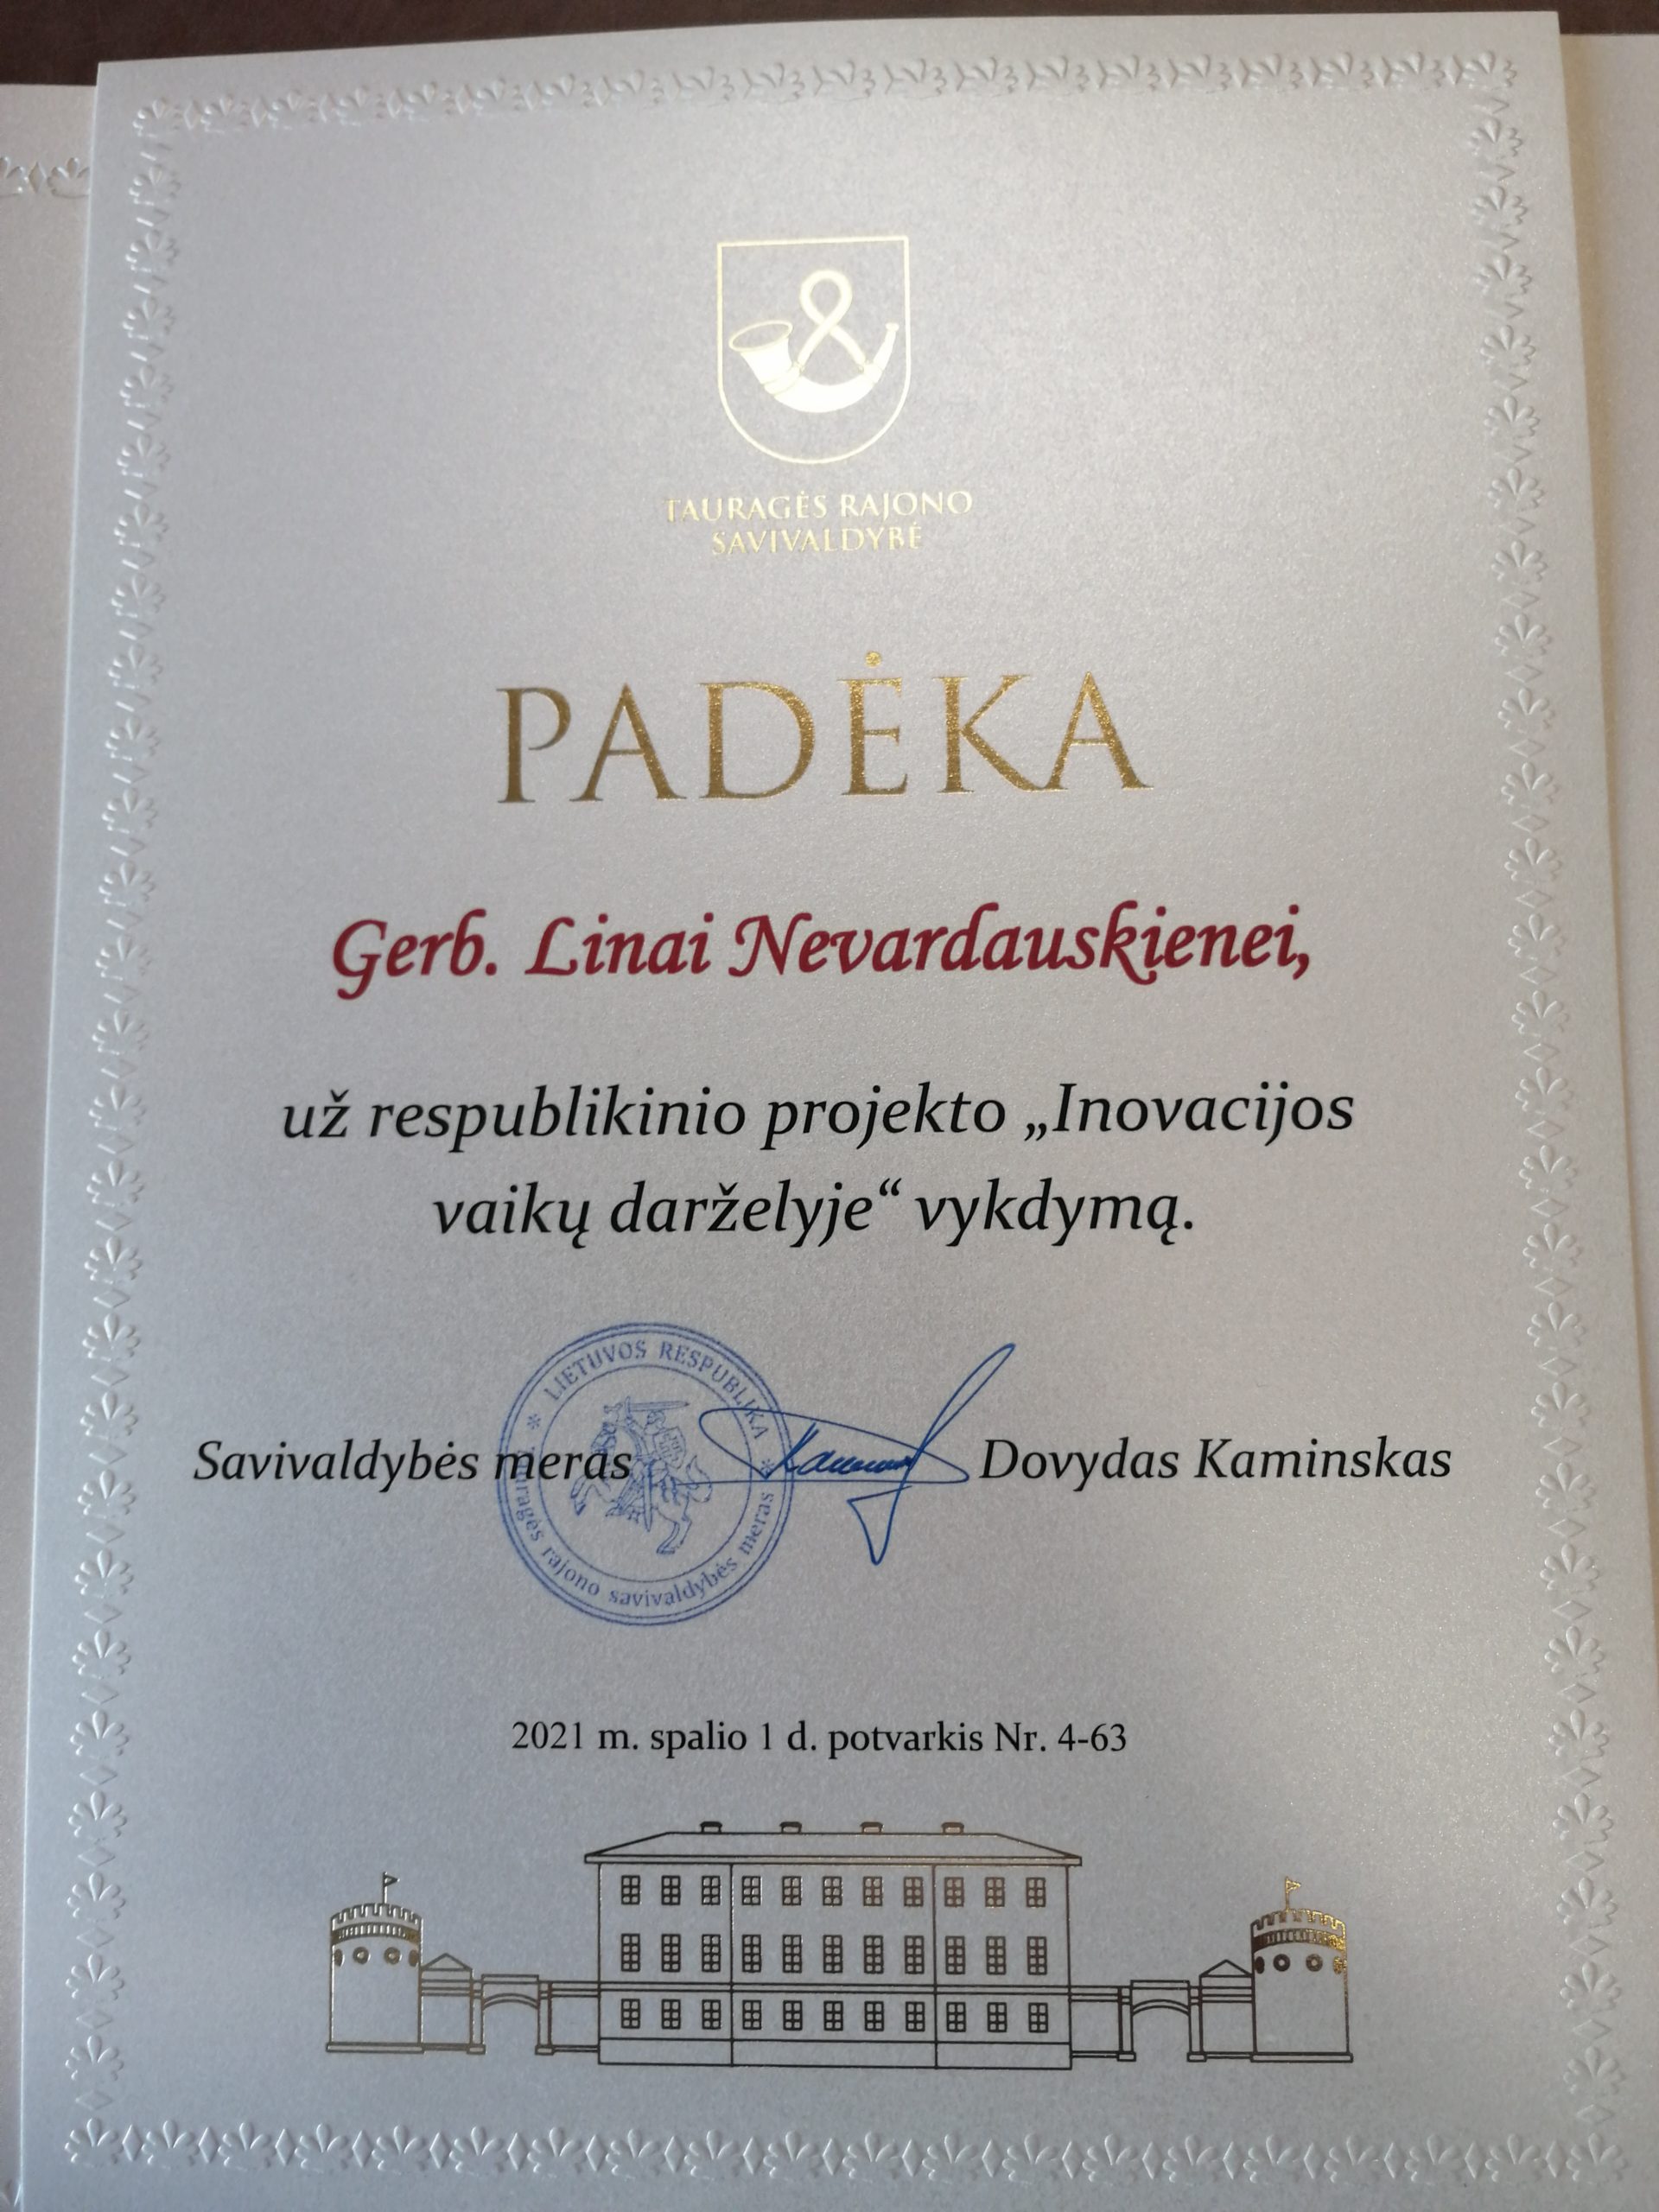 TAURAGĖS RAJONO
SAVIVALDYBĖ
PADĖKA
Gerb. Linai Nevardauskienei,
už respublikinio projekto „Inovacijos
vaikų darželyje“ vykdymą.
Savivaldybės meras
LIETUVOS RESPUBLIKA
Tauragės rajono savivaldybės meras
Dovydas Kaminskas
2021 m. spalio 1 d. potvarkis Nr. 4-63